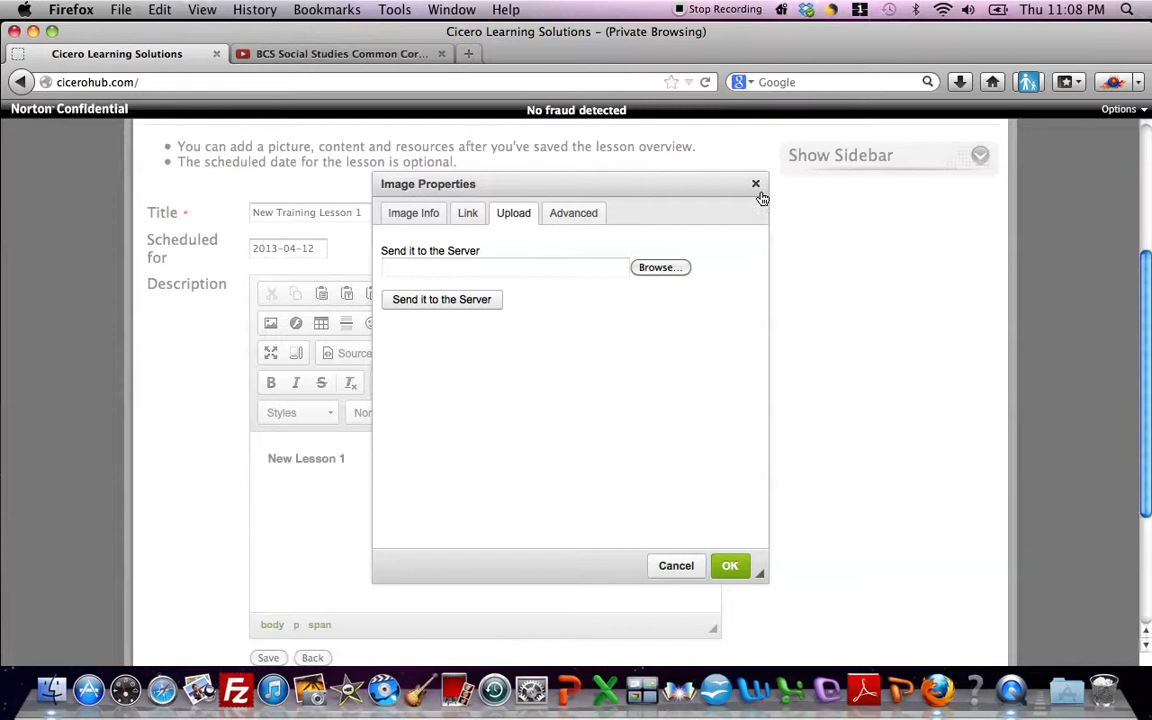 Firefox File Edit View History Bookmarks Tools Window Help Stop Recording 1 Thu 11:08 PM
Cicero Learning Solutions – (Private Browsing)
Cicero Learning Solutions × BCS Social Studies Common Cor... × +
cicerohub.com/ Google
Norton Confidential No fraud detected Options
• You can add a picture, content and resources after you've saved the lesson overview.
• The scheduled date for the lesson is optional.
Show Sidebar
Image Properties ×
Image Info Link Upload Advanced
Title New Training Lesson 1
Scheduled for 2013-04-12
Send it to the Server
Browse...
Description
Send it to the Server
Source
B I S Tx
Styles Nor
New Lesson 1
Cancel OK
body p span
Save Back